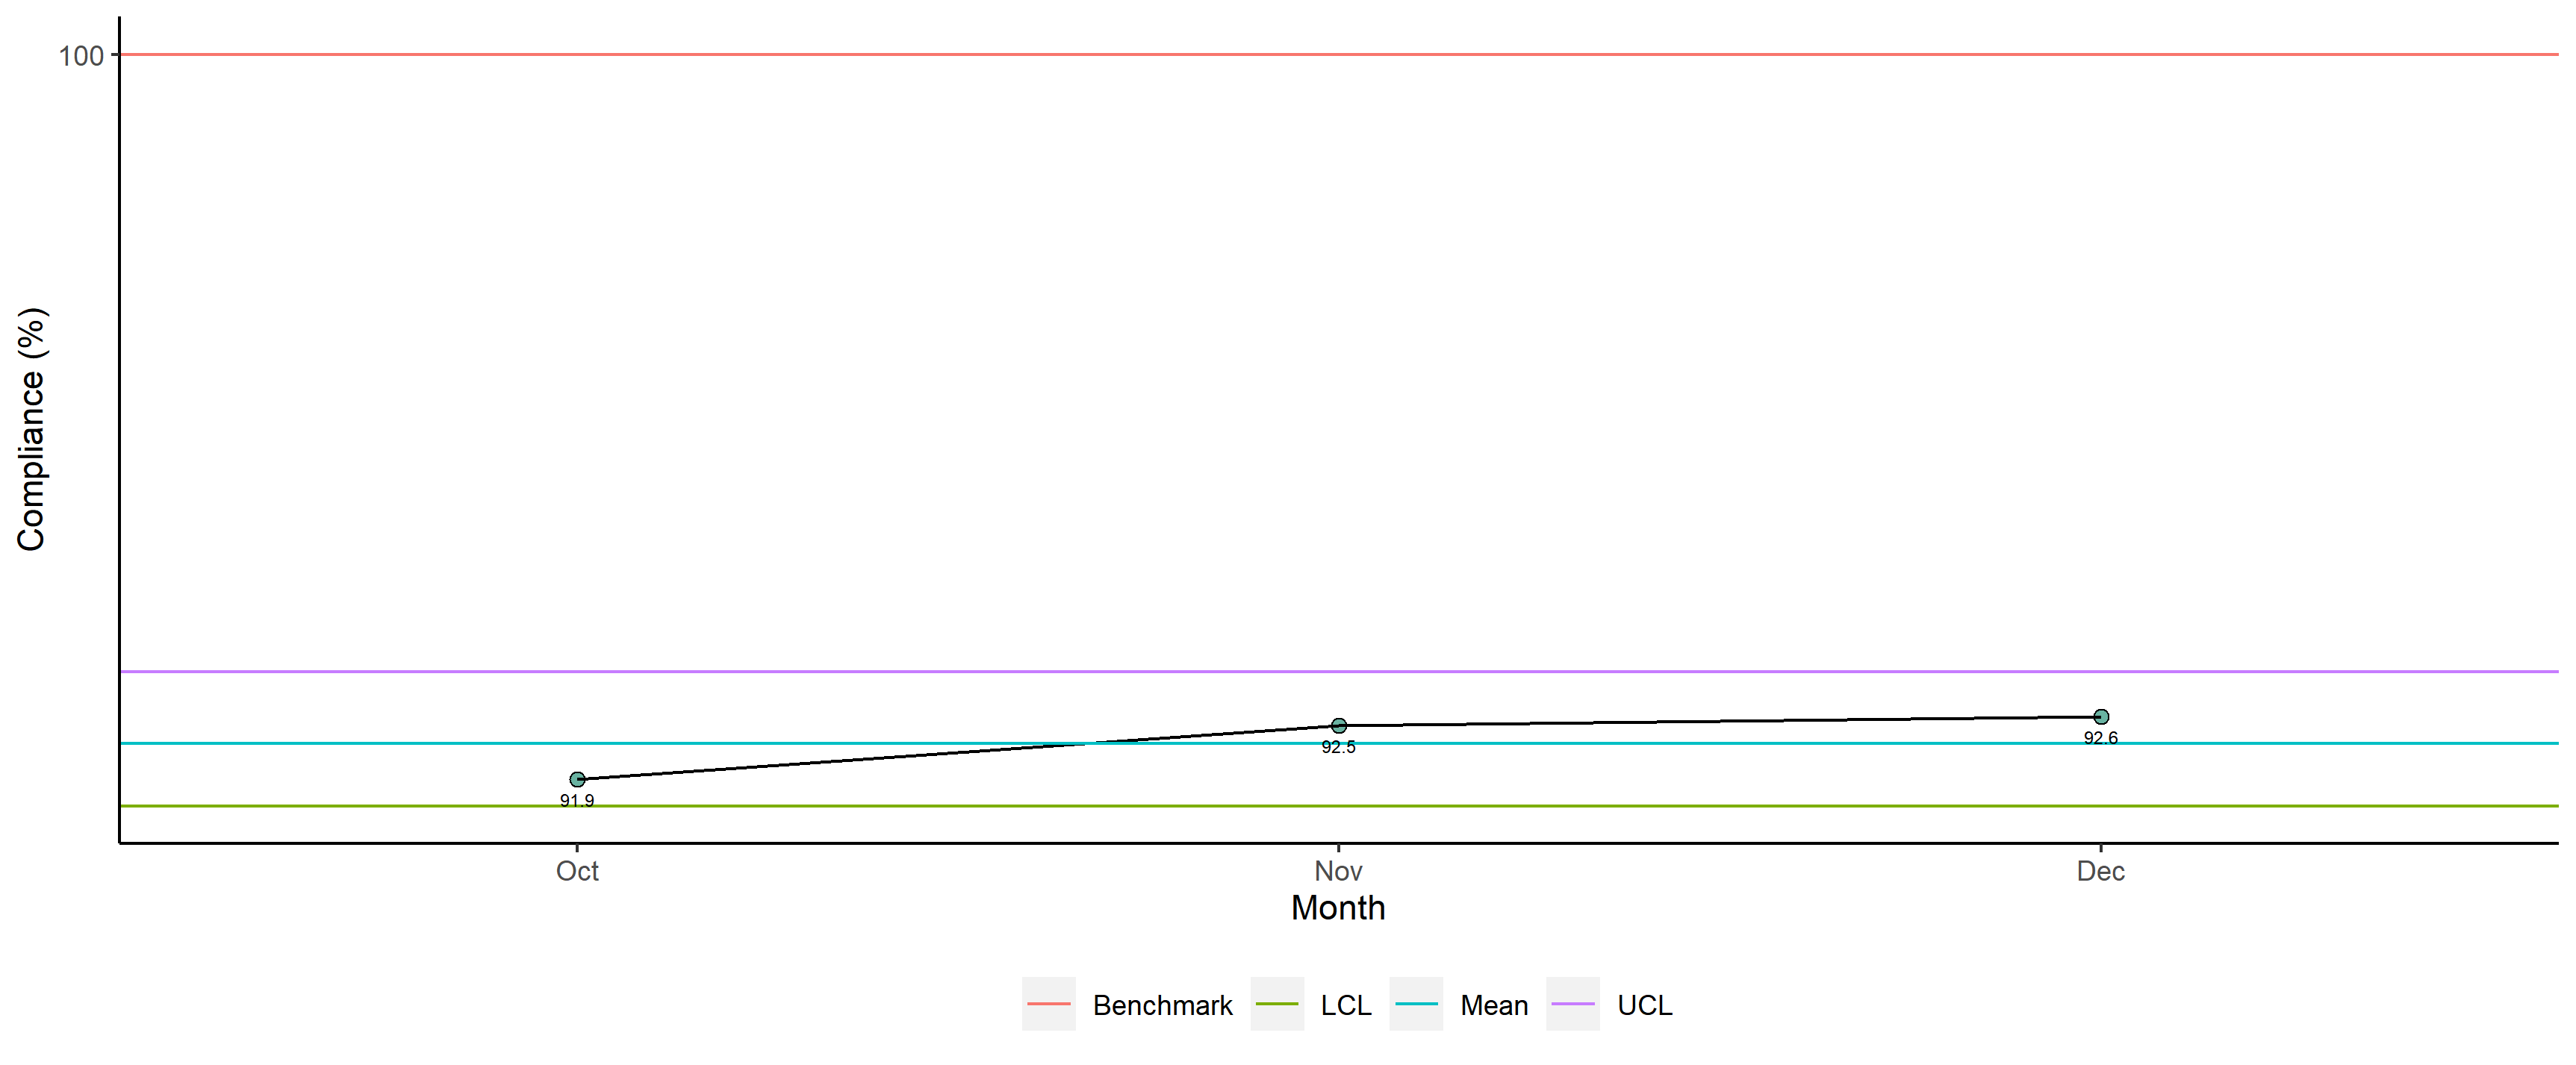 100
Compliance (%)
91.9
92.5
92.6
Oct Nov Dec
Month
Benchmark LCL Mean UCL